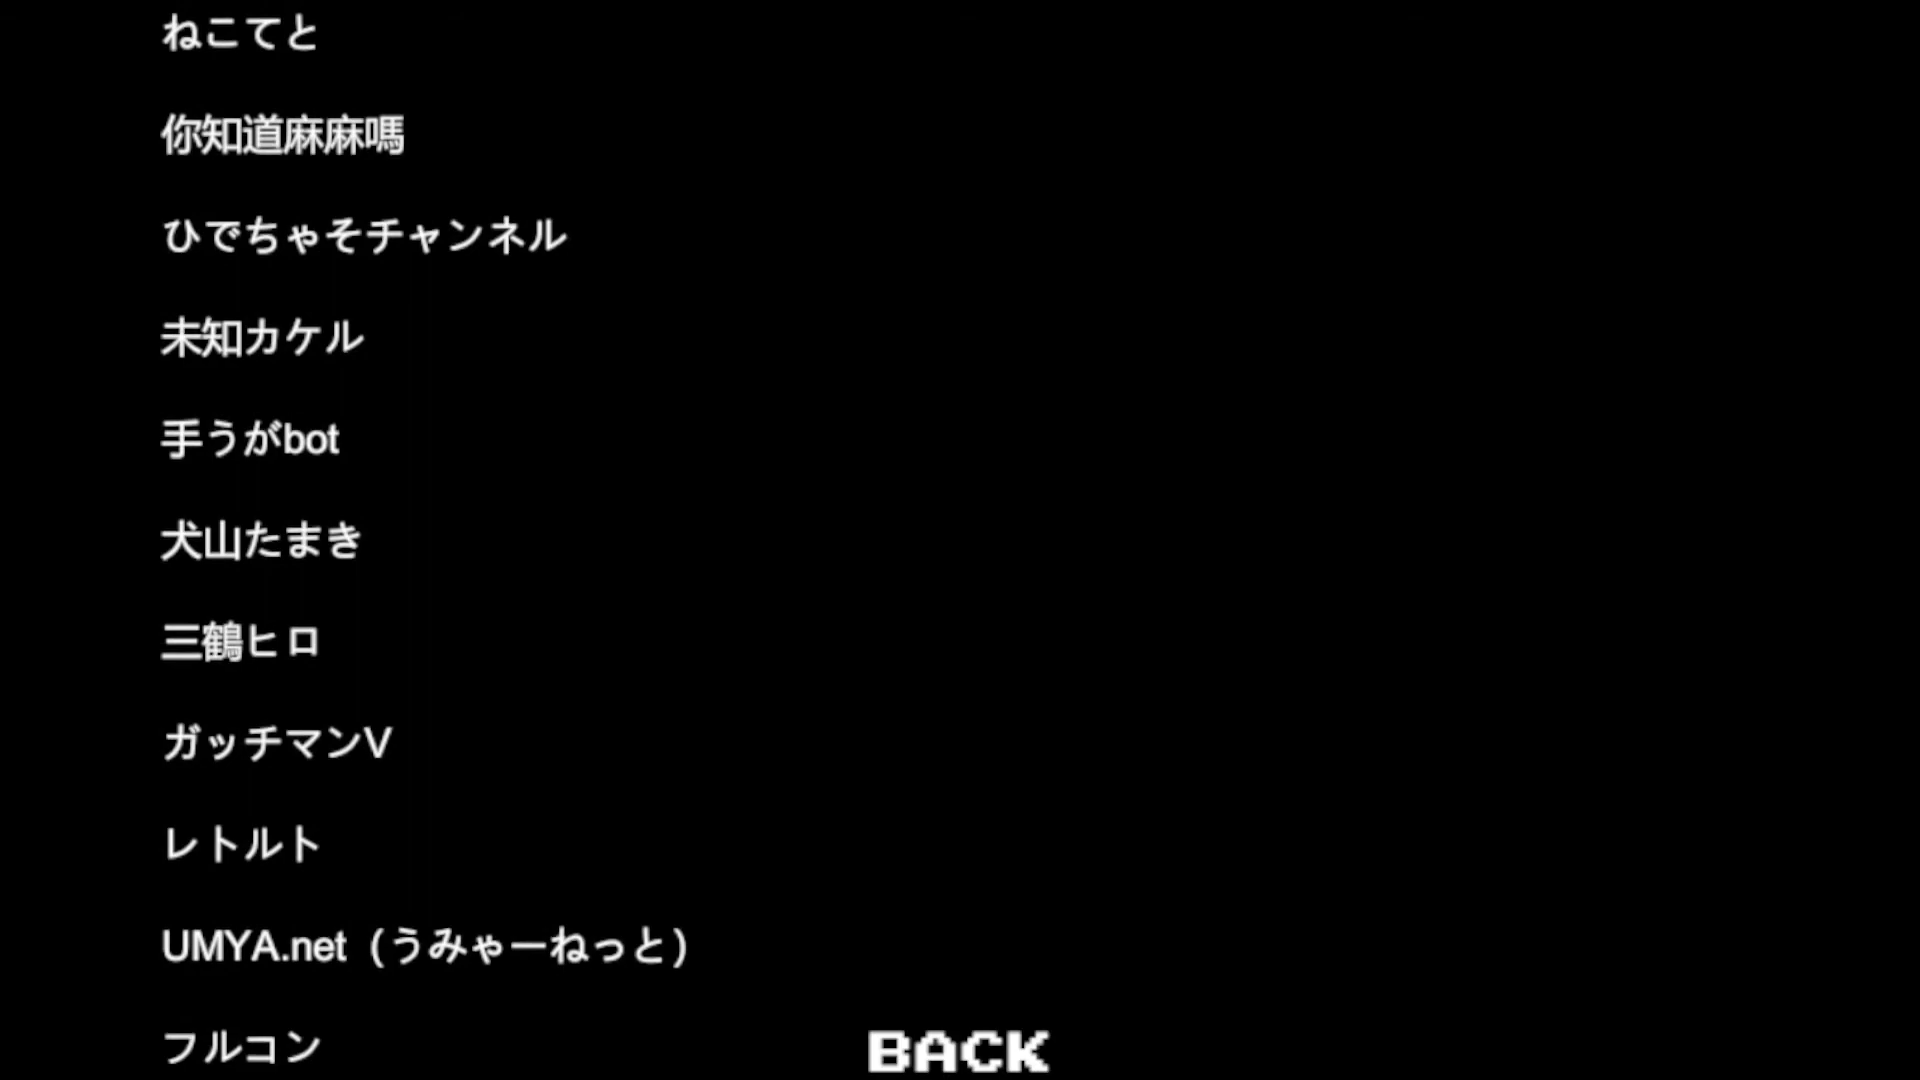 ねこてと
你知道麻麻嗎
ひでちゃそチャンネル
未知カケル
手うがbot
犬山たまき
三鶴ヒロ
ガッチマンV
レトルト
UMYA.net（うみゃーねっと）
フルコン
BACK